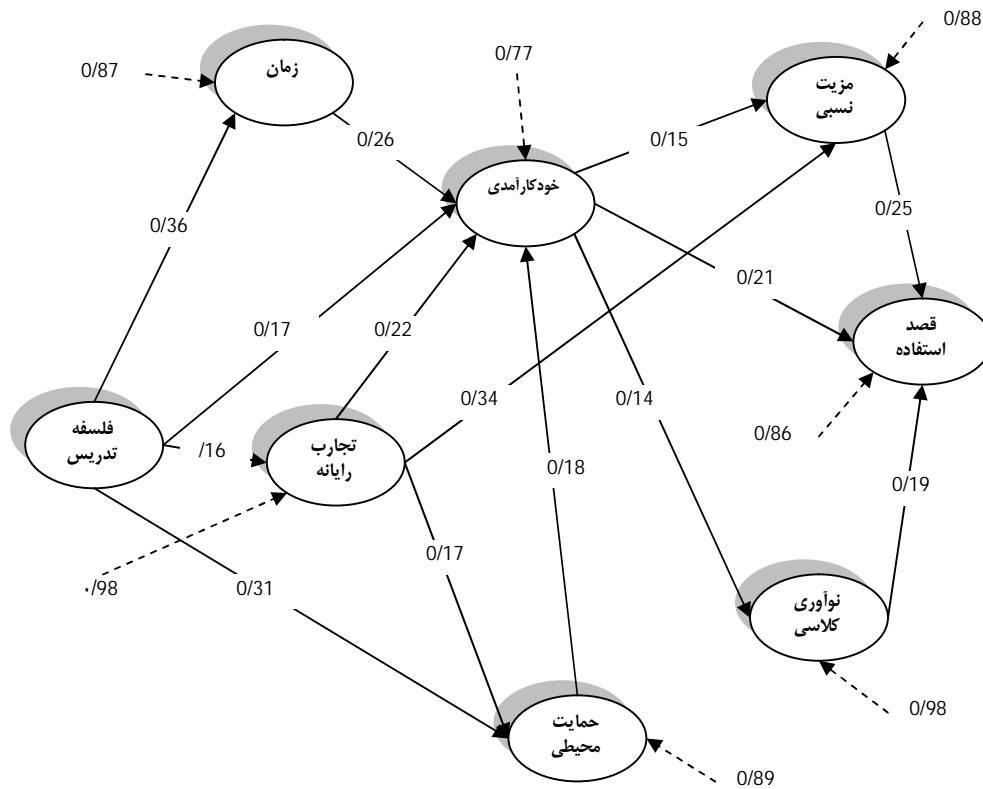 0/88
0/77
0/87
زمان
مزیت
نسبی
0/26
0/15
خودکارآمدی
0/36
0/25
0/21
0/17
0/22
قصد
استفاده
0/34
0/14
فلسفه
تدریس
/16
تجارب
رایانه
0/86
0/18
0/19
0/17
۰/98
0/31
نوآوری
کلاسی
0/98
حمایت
محیطی
0/89